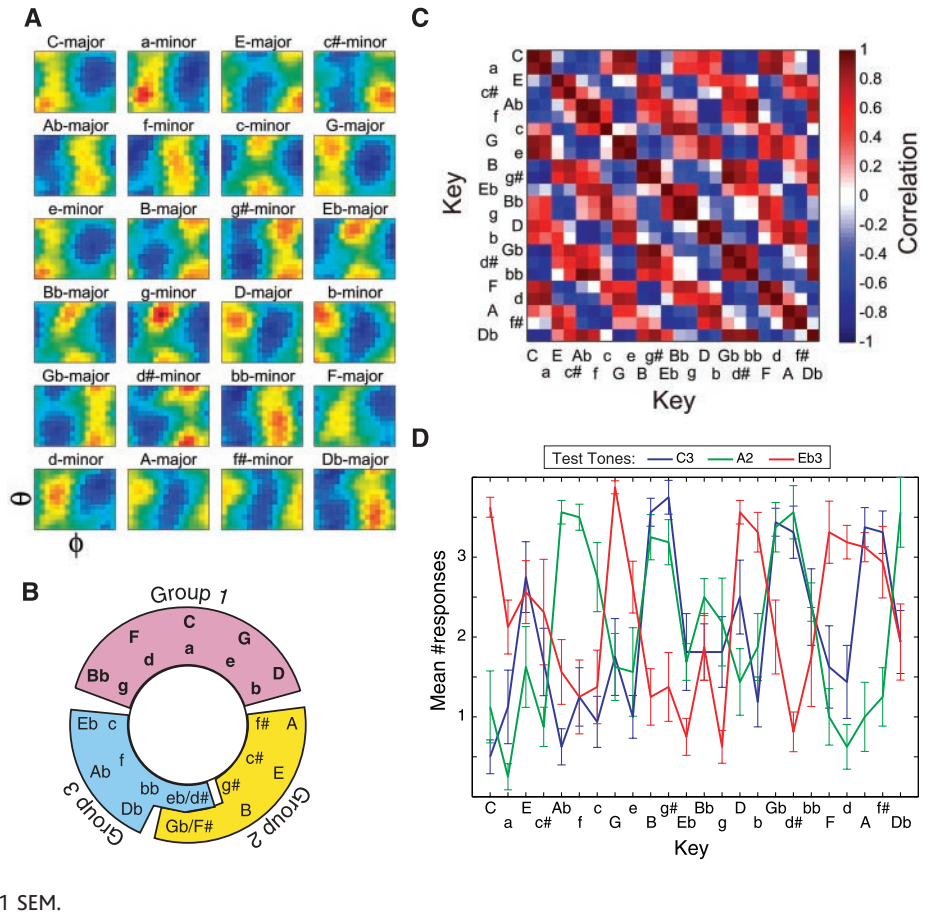 A
C-major a-minor E-major c#-minor
Ab-major f-minor c-minor G-major
e-minor B-major g#-minor Eb-major
Bb-major g-minor D-major b-minor
Gb-major d#-minor bb-minor F-major
d-minor A-major f#-minor Db-major
θ
ϕ
B
Group 1
C
F G
a
d e
Bb D
g b
Eb c f# A
f c#
Ab E
bb g#
eb/d#
Db B
Gb/F#
Group 3
Group 2
C
Key
C
a
E
c#
Ab
f
c
G
e
B
g#
Eb
Bb
g
D
b
Gb
d#
bb
F
d
A
f#
Db
C E Ab c e g# Bb D Gb bb d f#
a c# f G B Eb g b d# F A Db
Key
1
0.8
0.6
0.4
0.2
0
-0.2
-0.4
-0.6
-0.8
-1
Correlation
D
Test Tones: C3 A2 Eb3
Mean #responses
3
2
1
C E Ab c e g# Bb D Gb bb d f#
a c# f G B Eb g b d# F A Db
Key
1 SEM.